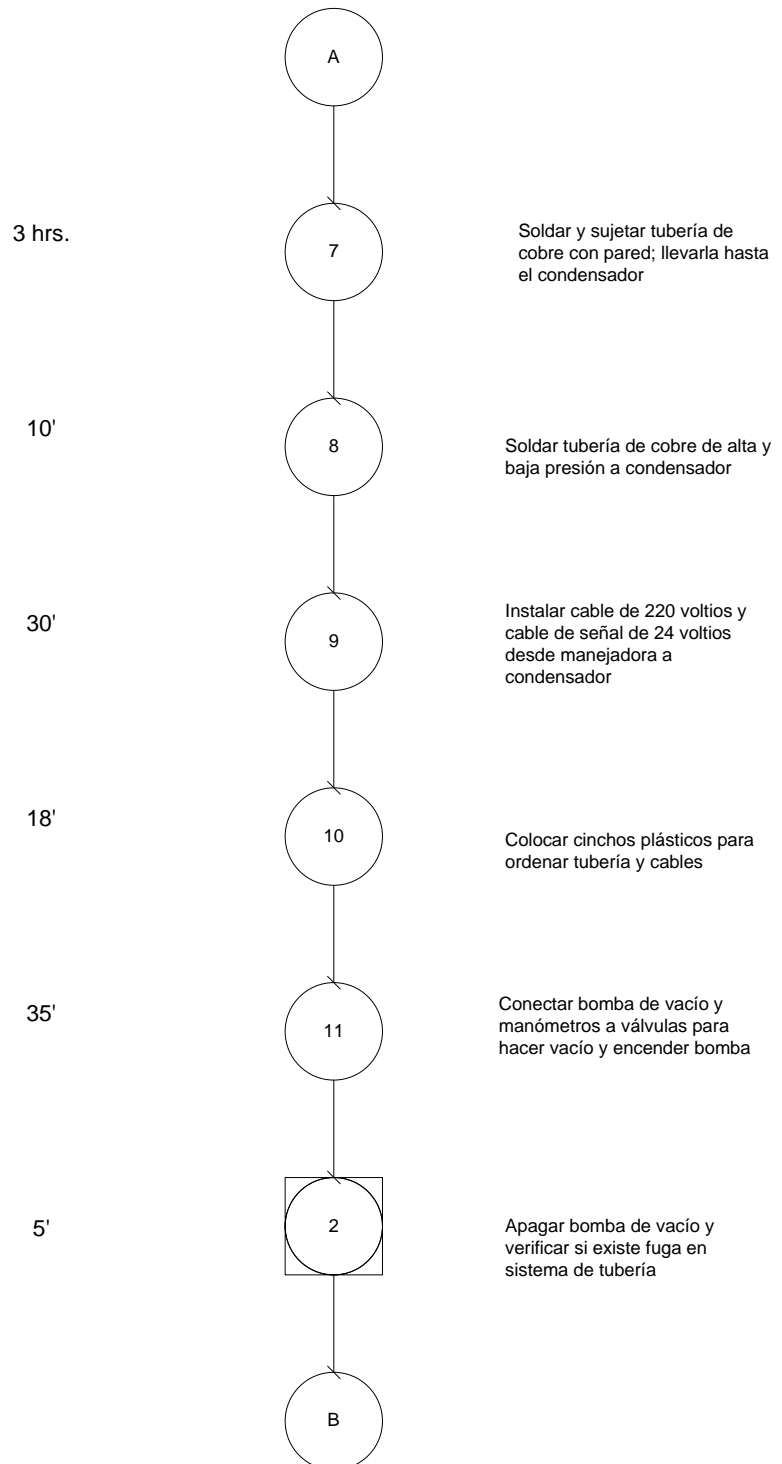 A
3 hrs.
7
Soldar y sujetar tubería de
cobre con pared; llevarla hasta
el condensador
10'
8
Soldar tubería de cobre de alta y
baja presión a condensador
30'
9
Instalar cable de 220 voltios y
cable de señal de 24 voltios
desde manejadora a
condensador
18'
10
Colocar cinchos plásticos para
ordenar tubería y cables
35'
11
Conectar bomba de vacío y
manómetros a válvulas para
hacer vacío y encender bomba
5'
2
Apagar bomba de vacío y
verificar si existe fuga en
sistema de tubería
B